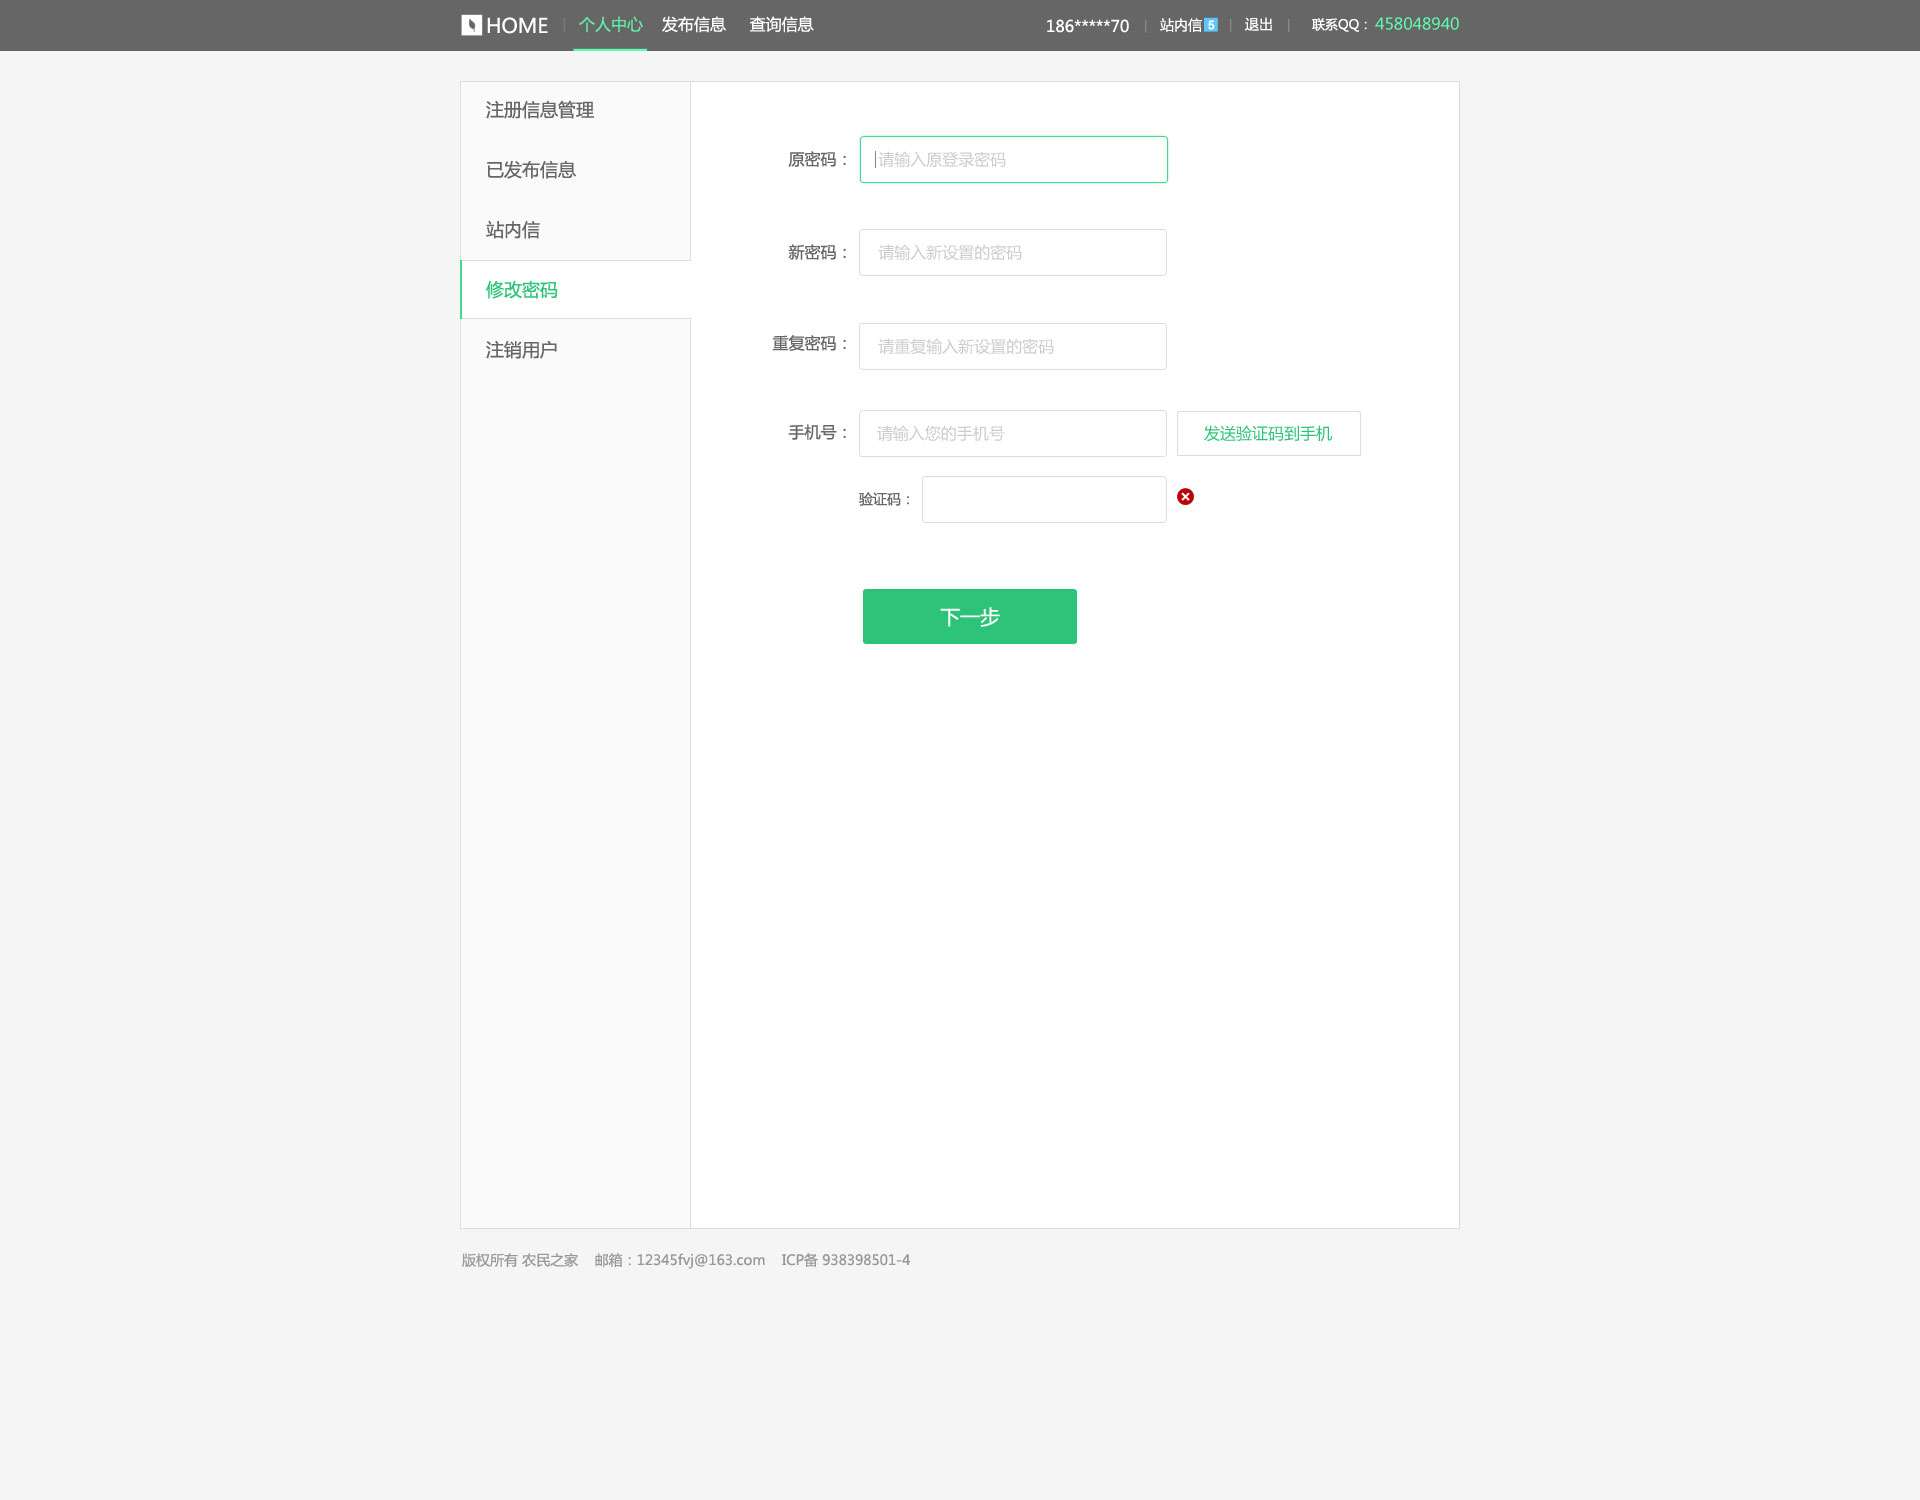 HOME 个人中心 发布信息 查询信息 186*****70 站内信 5 退出 联系QQ：458048940
注册信息管理
已发布信息
站内信
修改密码
注销用户
原密码： 请输入原登录密码
新密码： 请输入新设置的密码
重复密码： 请重复输入新设置的密码
手机号： 请输入您的手机号 发送验证码到手机
验证码：
下一步
版权所有 农民之家 邮箱：12345fvj@163.com ICP备 938398501-4